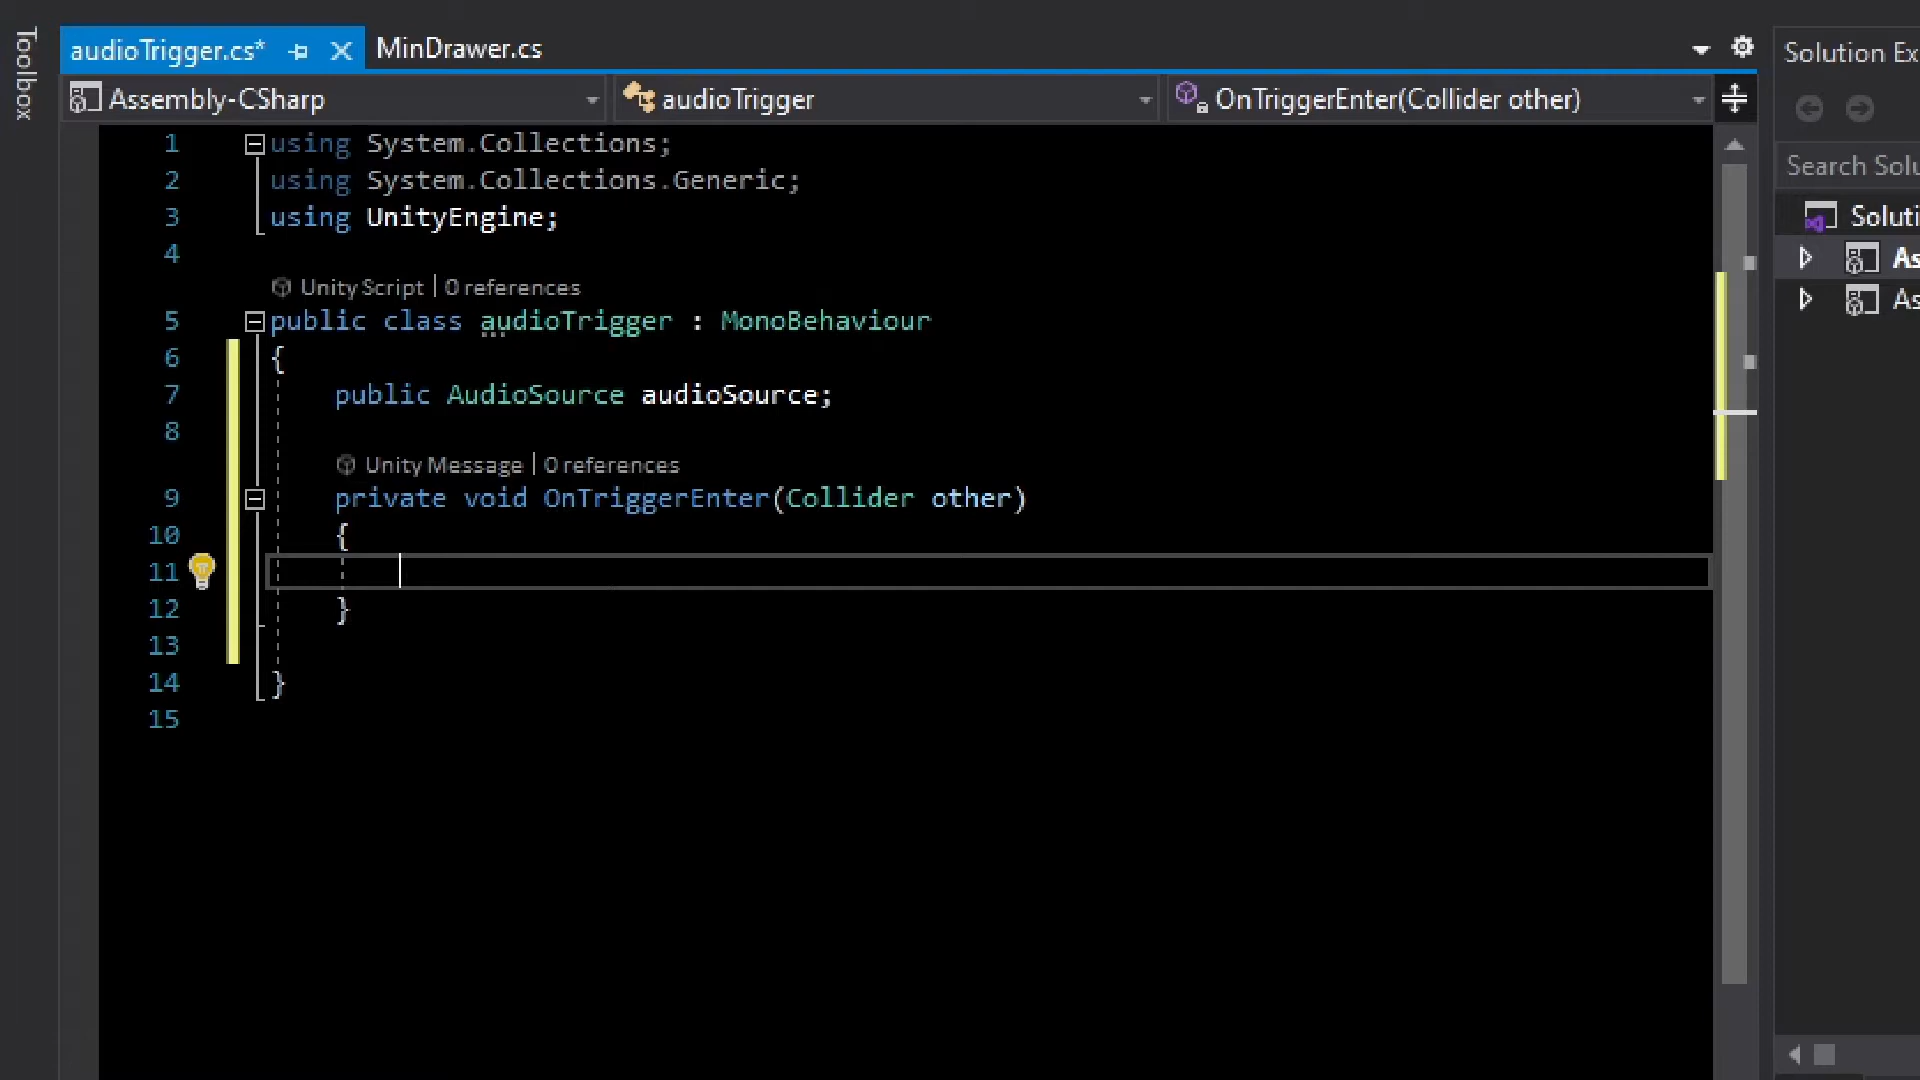 Toolbox
audioTrigger.cs*
MinDrawer.cs
Solution Ex
Assembly-CSharp
audioTrigger
OnTriggerEnter(Collider other)
Search Solu
Soluti
As
As
1 using System.Collections;
2 using System.Collections.Generic;
3 using UnityEngine;
4
Unity Script | 0 references
5 public class audioTrigger : MonoBehaviour
6 {
7 public AudioSource audioSource;
8
Unity Message | 0 references
9 private void OnTriggerEnter(Collider other)
10 {
11
12 }
13
14 }
15